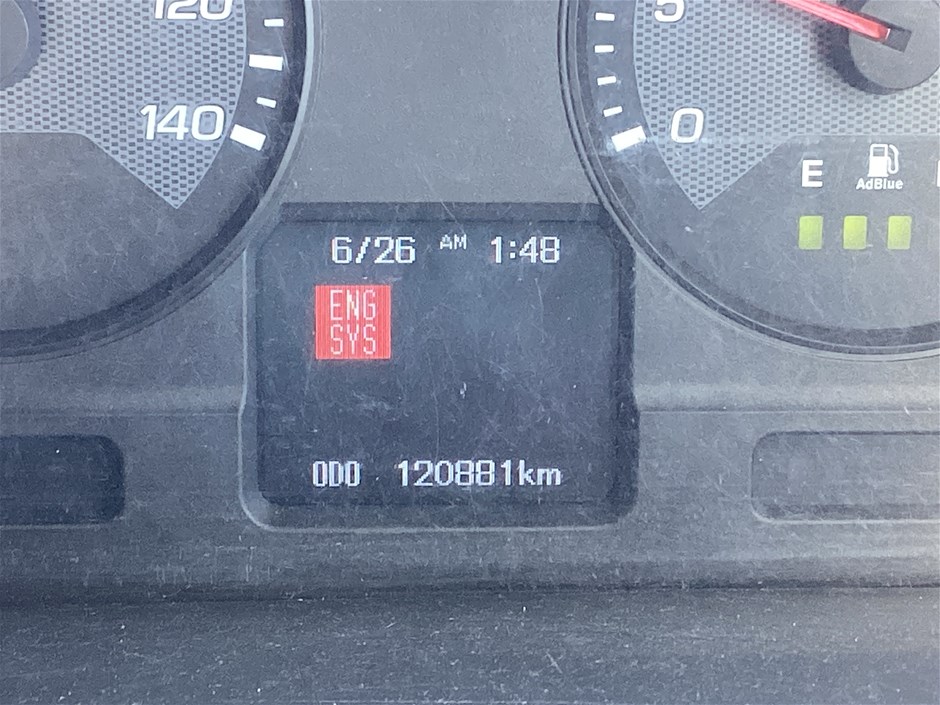 120
5
140
0
E
AdBlue
6/26 AM 1:48
ENG
SYS
ODO 120881km